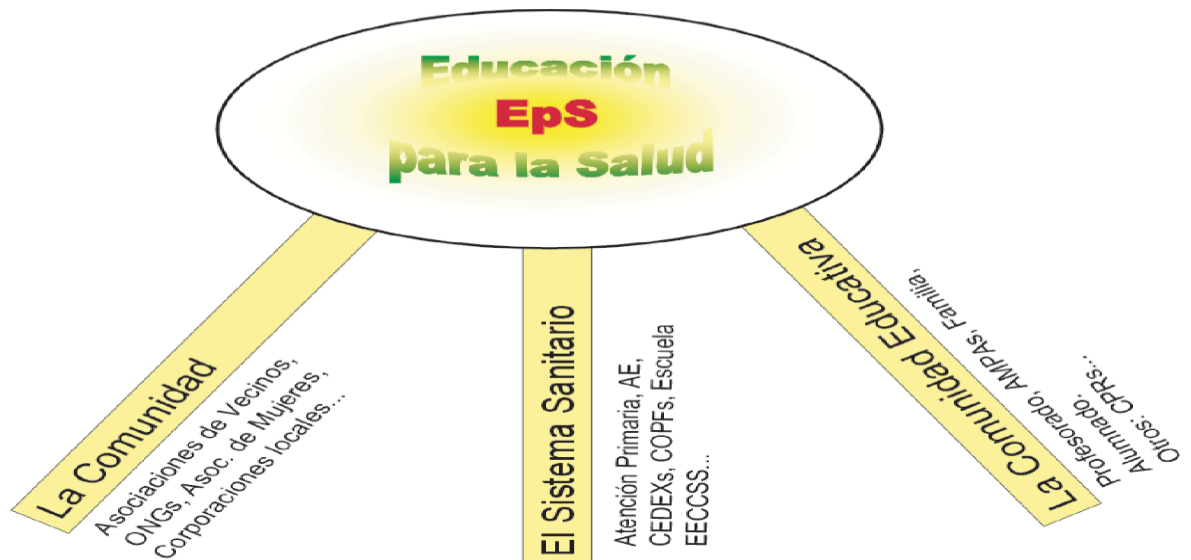 Educación
EpS
para la Salud
La Comunidad
Asociaciones de Vecinos,
ONGs, Asoc. de Mujeres,
Corporaciones locales...
El Sistema Sanitario
Atención Primaria, AE,
CEDEXs, COPFs, Escuela
EECCSS...
La Comunidad Educativa
Profesorado, AMPAs, Familia,
Alumnado.
Otros: CPRs...